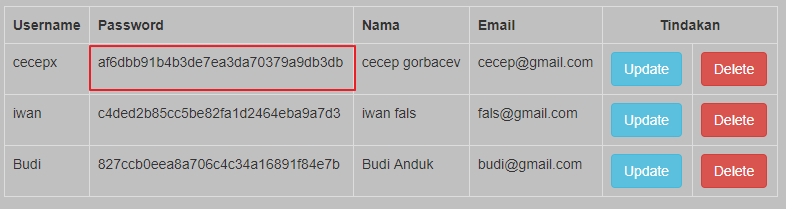 Username Password Nama Email Tindakan
cecepx af6dbb91b4b3de7ea3da70379a9db3db cecep gorbacev cecep@gmail.com Update Delete
iwan c4ded2b85cc5be82fa1d2464eba9a7d3 iwan fals fals@gmail.com Update Delete
Budi 827ccb0eea8a706c4c34a16891f84e7b Budi Anduk budi@gmail.com Update Delete